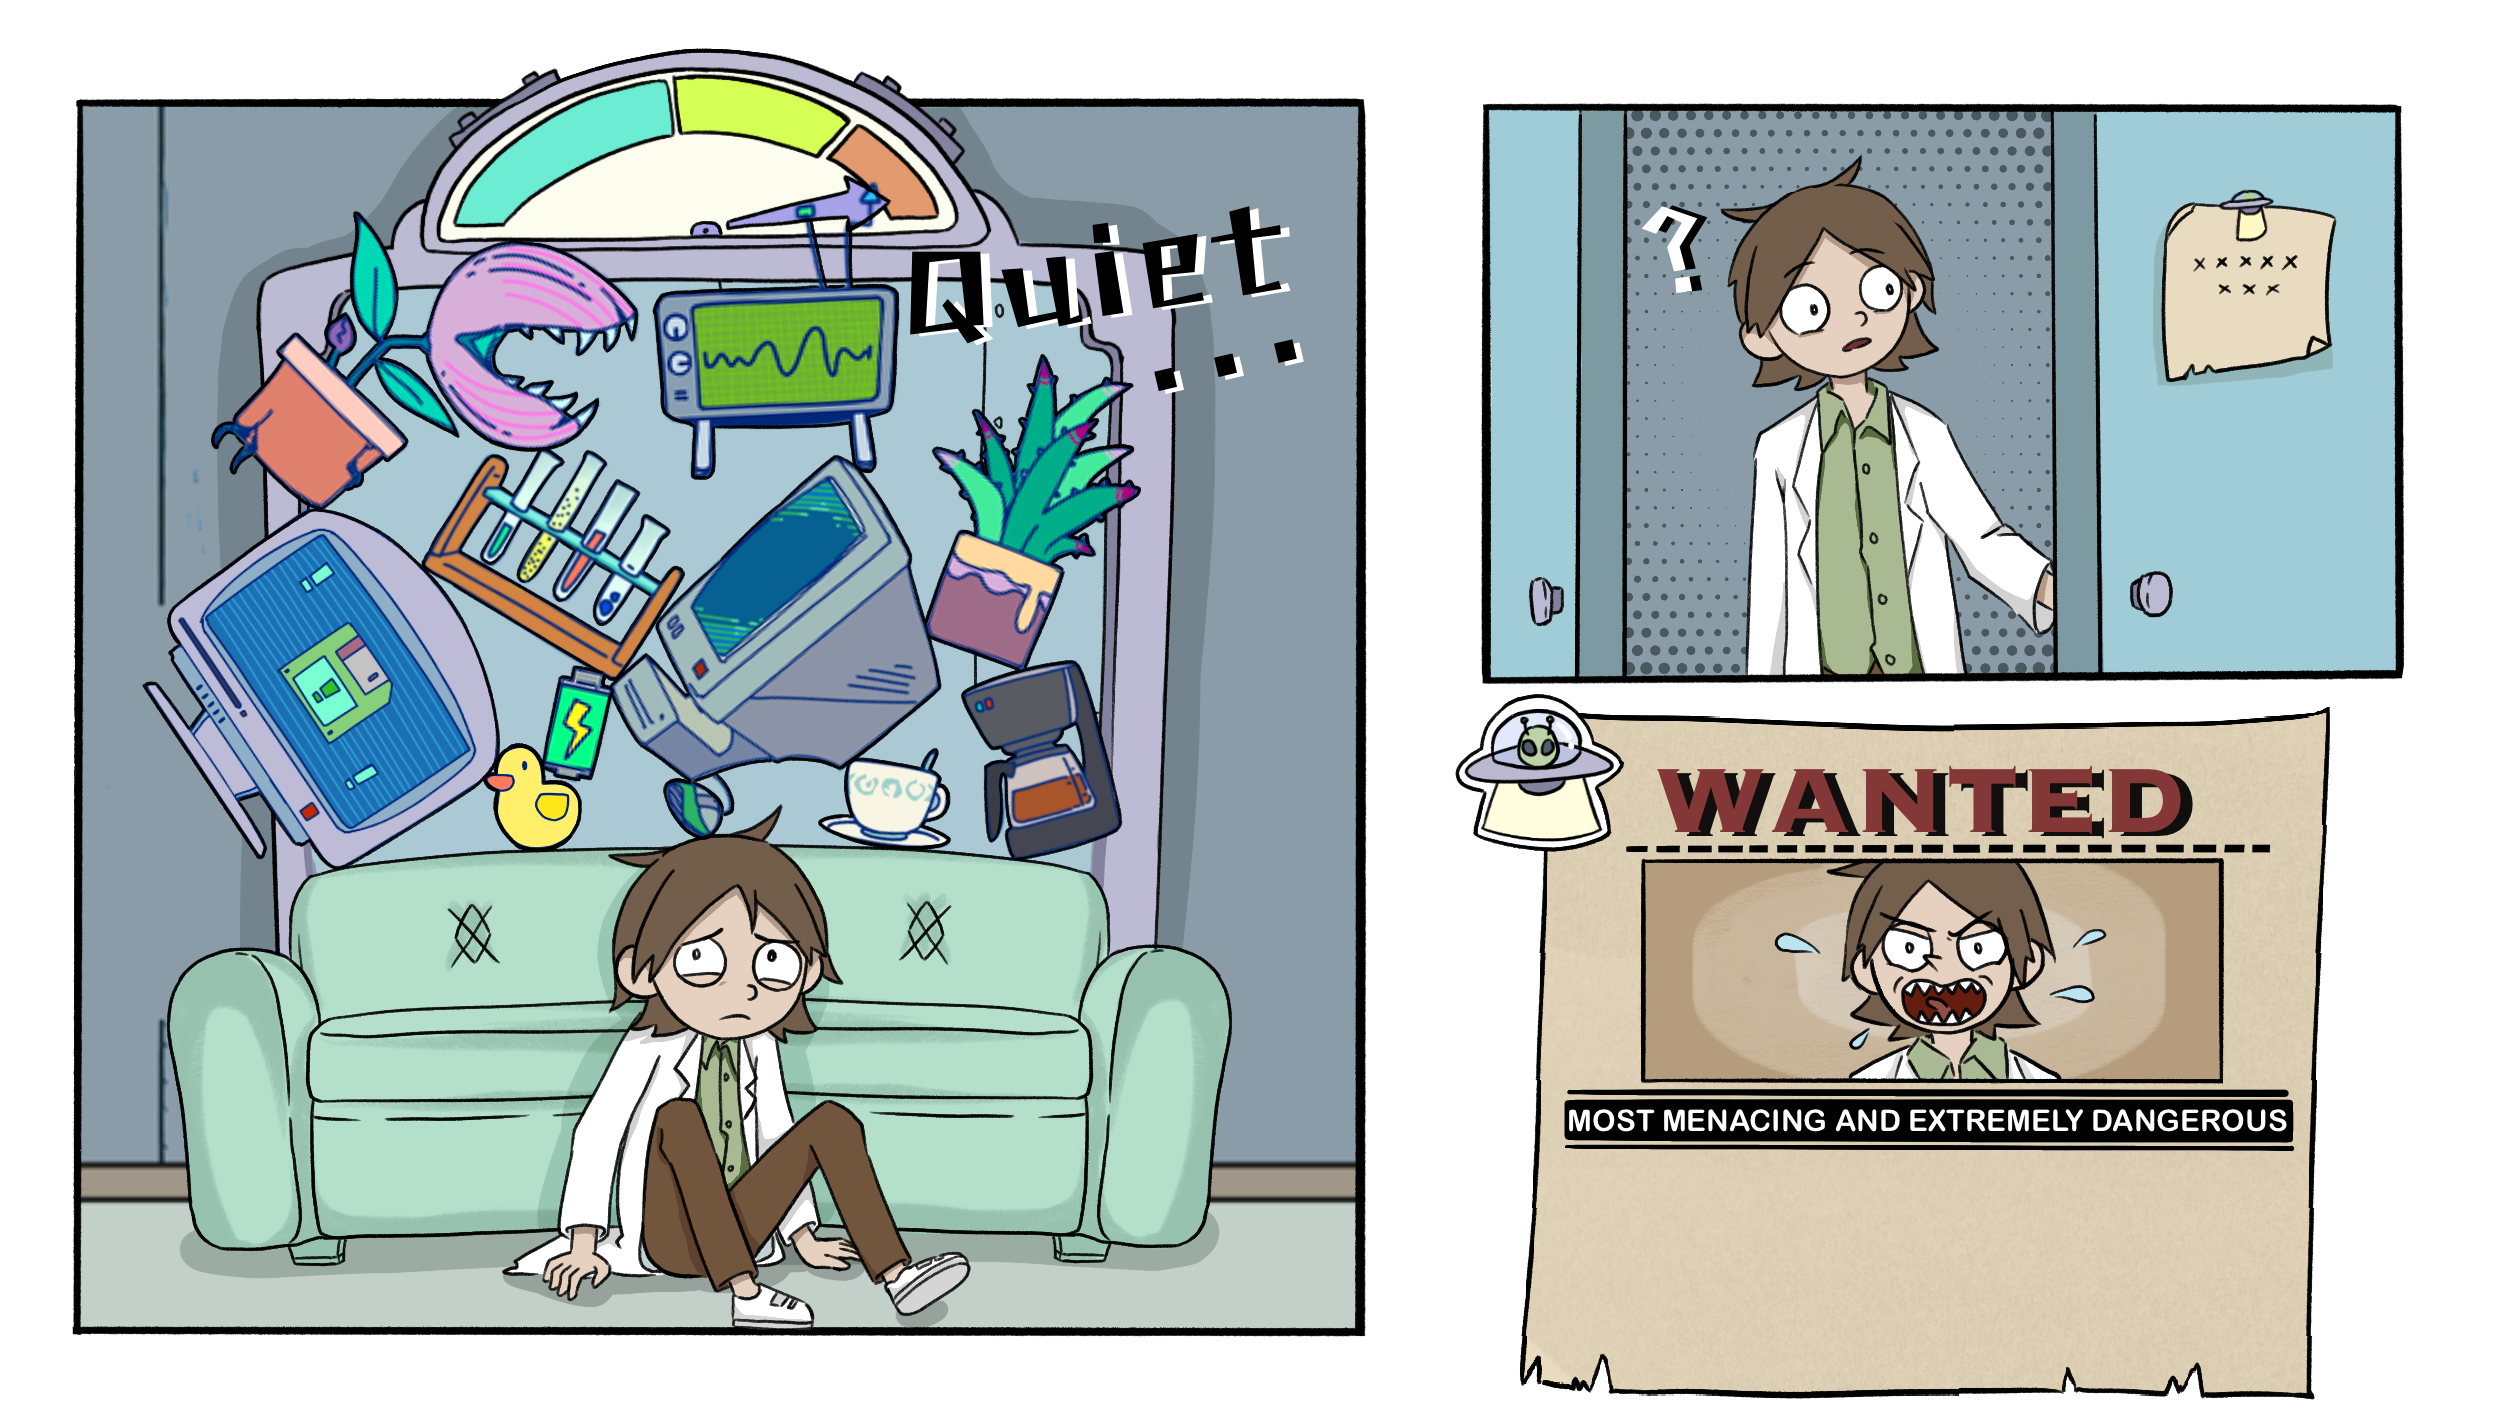 Quiet
...
?
x x x x x
x x x
WANTED
MOST MENACING AND EXTREMELY DANGEROUS